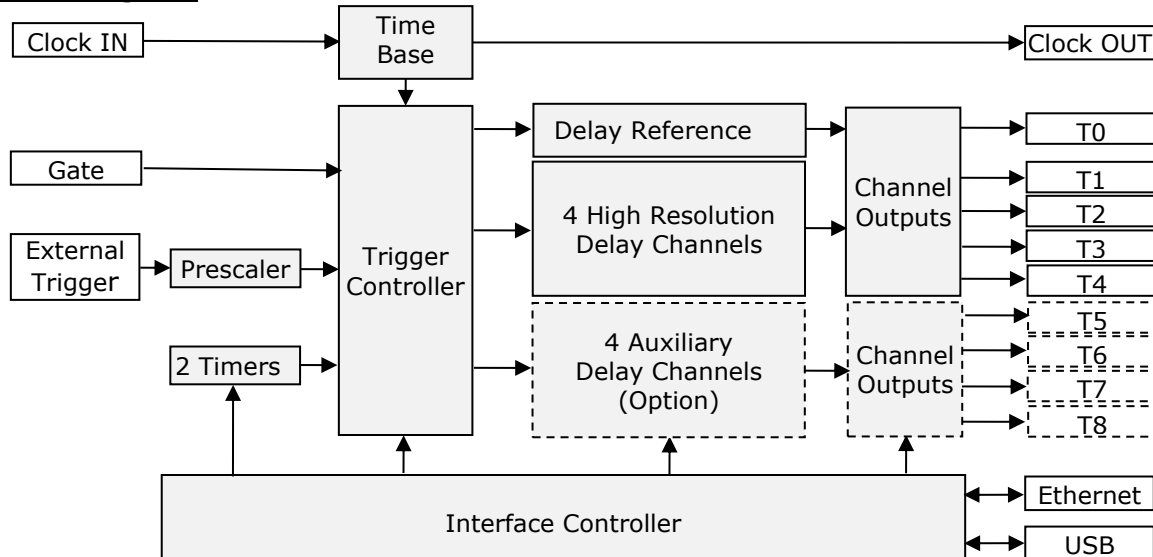 Clock IN
Time
Base
Clock OUT
Gate
External
Trigger
Prescaler
2 Timers
Trigger
Controller
Delay Reference
4 High Resolution
Delay Channels
4 Auxiliary
Delay Channels
(Option)
Channel
Outputs
Channel
Outputs
T0
T1
T2
T3
T4
T5
T6
T7
T8
Interface Controller
Ethernet
USB